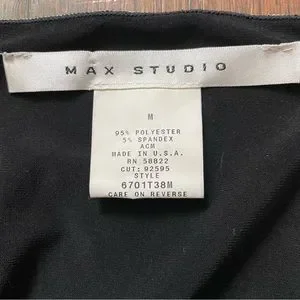 MAX STUDIO
M
95% POLYESTER
5% SPANDEX
ACM
MADE IN U.S.A.
RN 58822
CUT: 92595
STYLE
6701T38M
CARE ON REVERSE